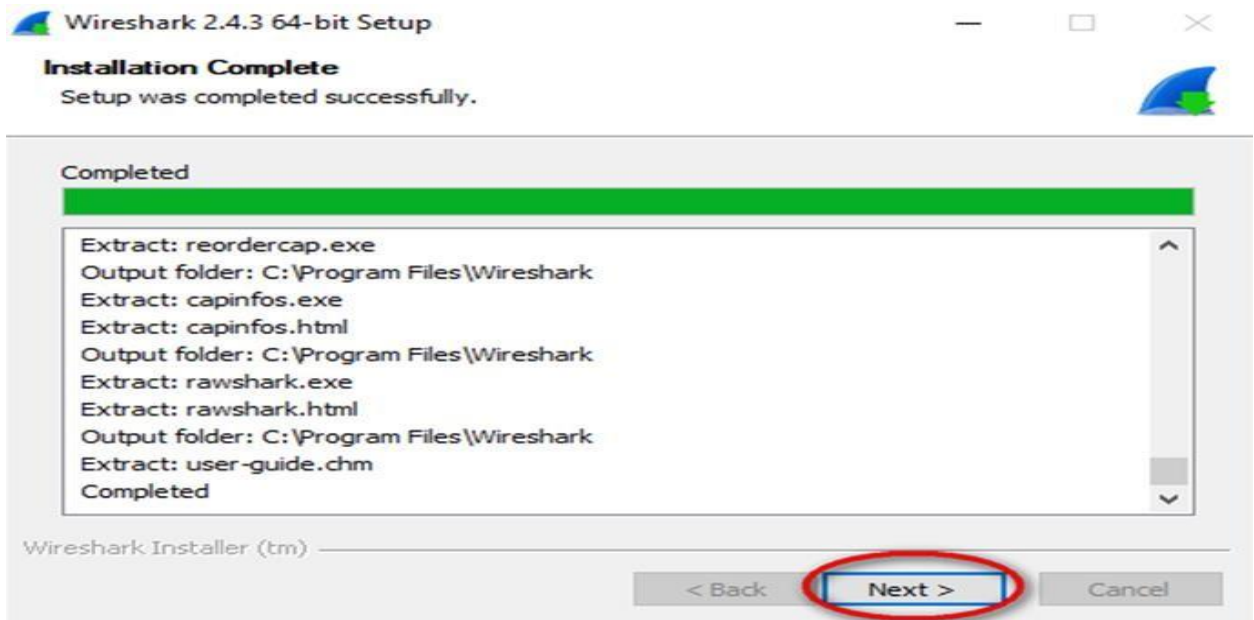 Wireshark 2.4.3 64-bit Setup
Installation Complete
Setup was completed successfully.
Completed
Extract: reordercap.exe
Output folder: C:\Program Files\Wireshark
Extract: capinfos.exe
Extract: capinfos.html
Output folder: C:\Program Files\Wireshark
Extract: rawshark.exe
Extract: rawshark.html
Output folder: C:\Program Files\Wireshark
Extract: user-guide.chm
Completed
Wireshark Installer (tm)
< Back Next > Cancel